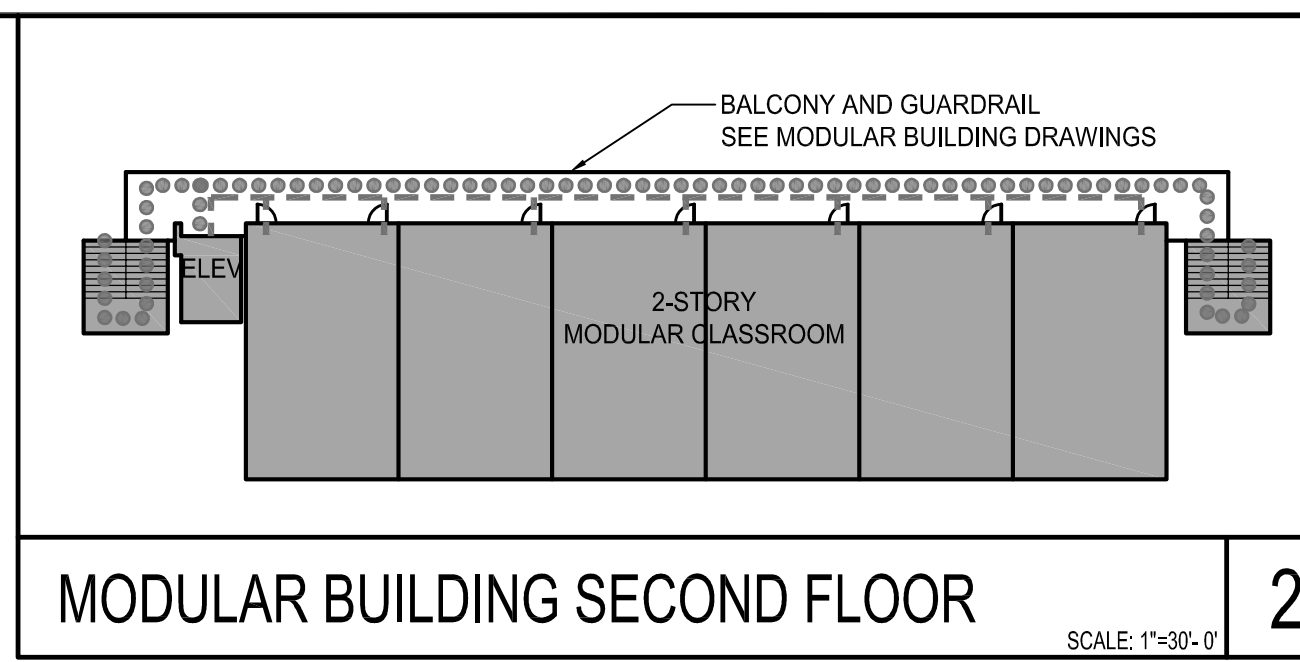 BALCONY AND GUARDRAIL
SEE MODULAR BUILDING DRAWINGS
ELEV
2-STORY
MODULAR CLASSROOM
MODULAR BUILDING SECOND FLOOR
SCALE: 1"=30'- 0'
2